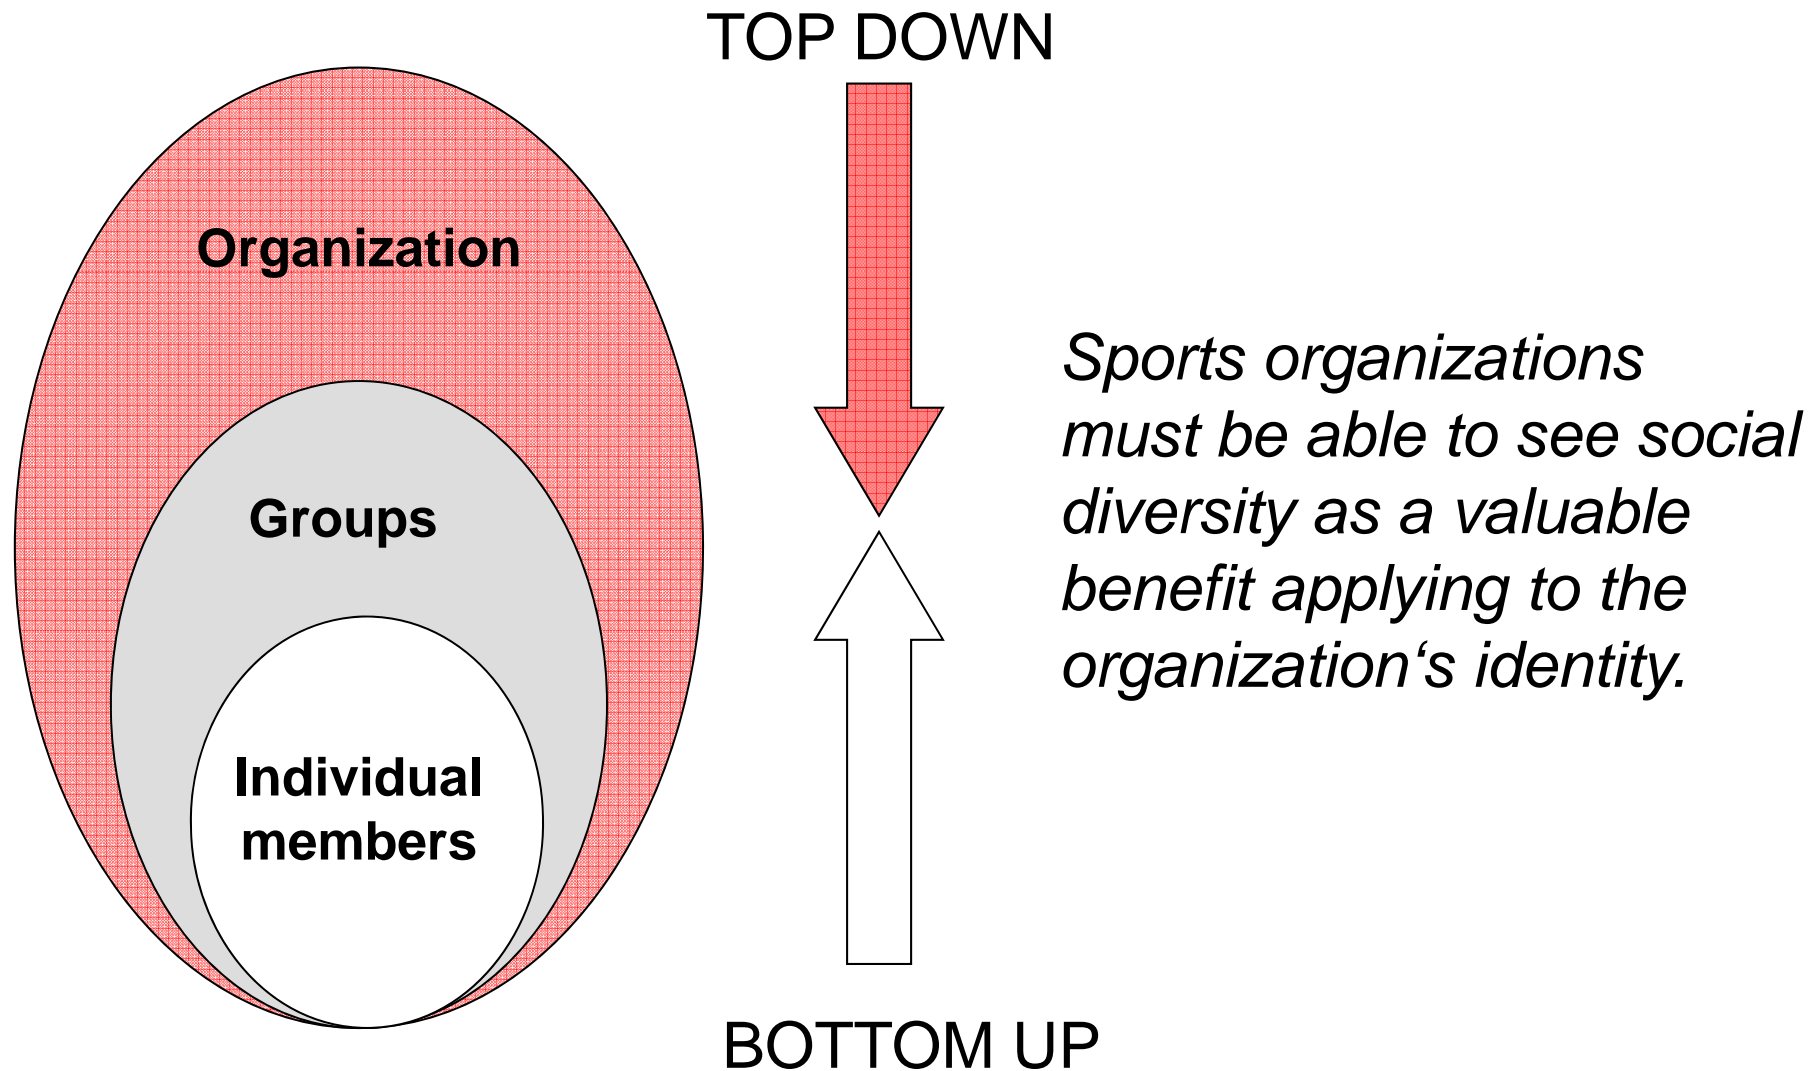 TOP DOWN
Organization
Groups
Individual
members
Sports organizations
must be able to see social
diversity as a valuable
benefit applying to the
organization‘s identity.
BOTTOM UP